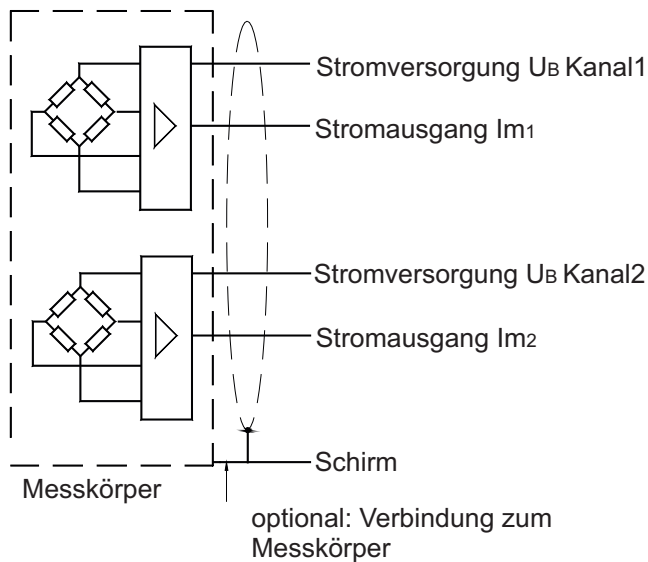 Stromversorgung UB Kanal1
Stromausgang Im1
Stromversorgung UB Kanal2
Stromausgang Im2
Schirm
Messkörper
optional: Verbindung zum
Messkörper